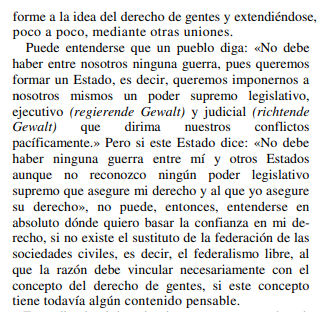 forme a la idea del derecho de gentes y extendiéndose,
poco a poco, mediante otras uniones.
Puede entenderse que un pueblo diga: «No debe
haber entre nosotros ninguna guerra, pues queremos
formar un Estado, es decir, queremos imponernos a
nosotros mismos un poder supremo legislativo,
ejecutivo (regierende Gewalt) y judicial (richtende
Gewalt) que dirima nuestros conflictos
pacíficamente.» Pero si este Estado dice: «No debe
haber ninguna guerra entre mí y otros Estados
aunque no reconozco ningún poder legislativo
supremo que asegure mi derecho y al que yo asegure
su derecho», no puede, entonces, entenderse en
absoluto dónde quiero basar la confianza en mi de-
recho, si no existe el sustituto de la federación de las
sociedades civiles, es decir, el federalismo libre, al
que la razón debe vincular necesariamente con el
concepto del derecho de gentes, si este concepto
tiene todavía algún contenido pensable.